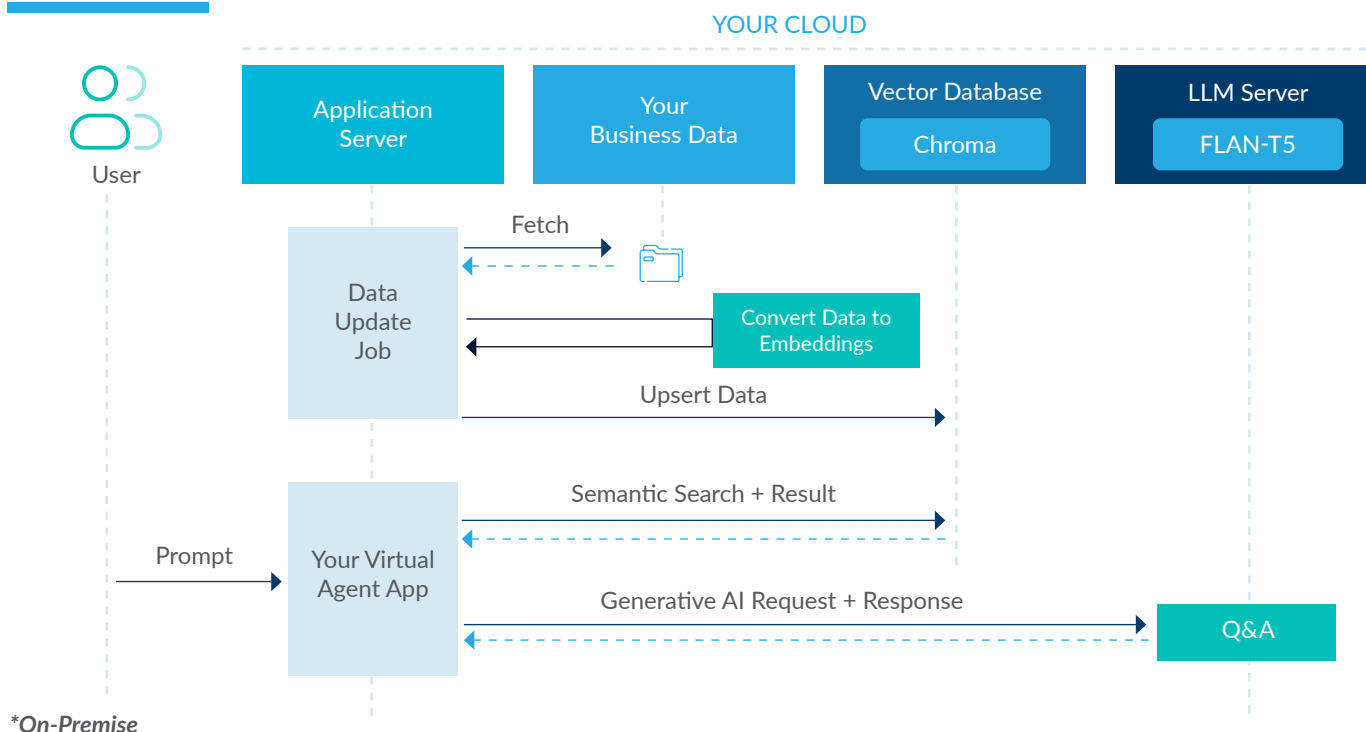 YOUR CLOUD
User
Application
Server
Your
Business Data
Vector Database
Chroma
LLM Server
FLAN-T5
Fetch
Data
Update
Job
Convert Data to
Embeddings
Upsert Data
Semantic Search + Result
Prompt
Your Virtual
Agent App
Generative AI Request + Response
Q&A
*On-Premise